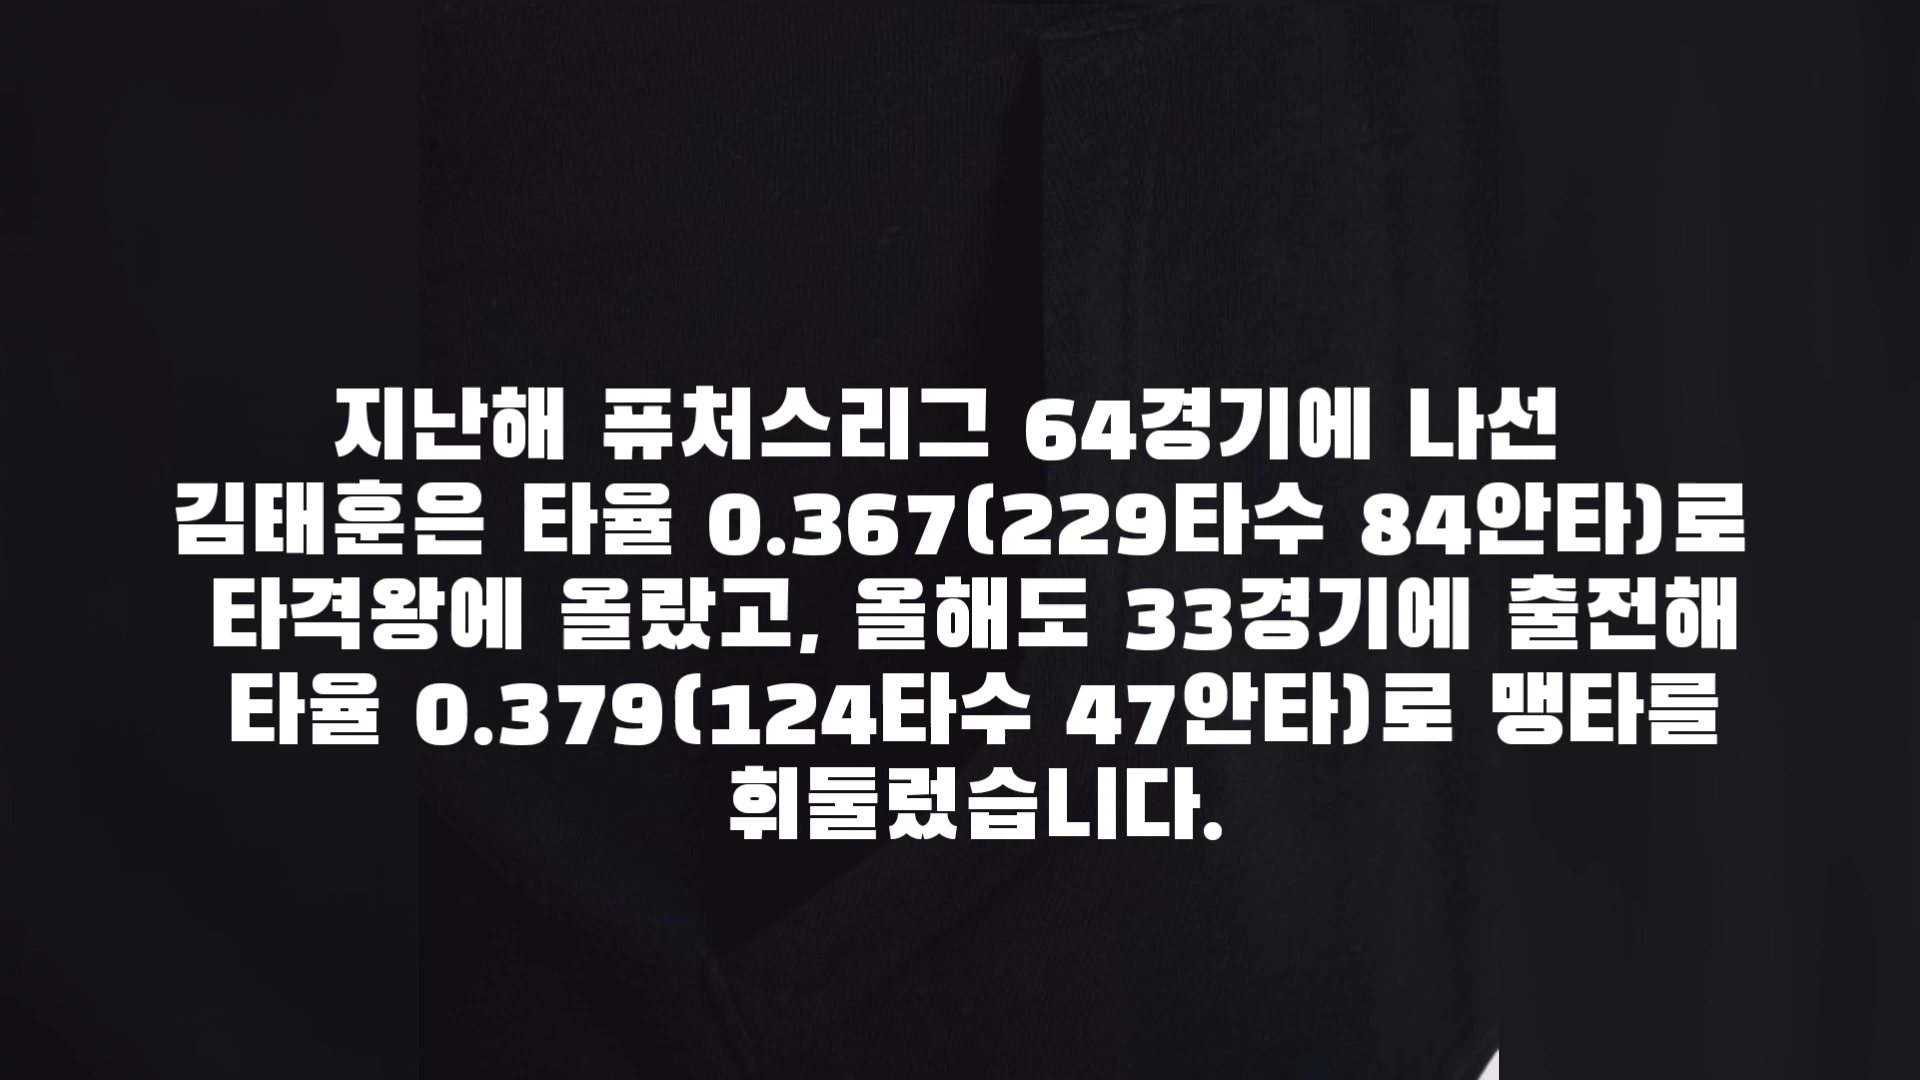 지난해 퓨처스리그 64경기에 나선
김태훈은 타율 0.367(229타수 84안타)로
타격왕에 올랐고, 올해도 33경기에 출전해
타율 0.379(124타수 47안타)로 맹타를
휘둘렀습니다.